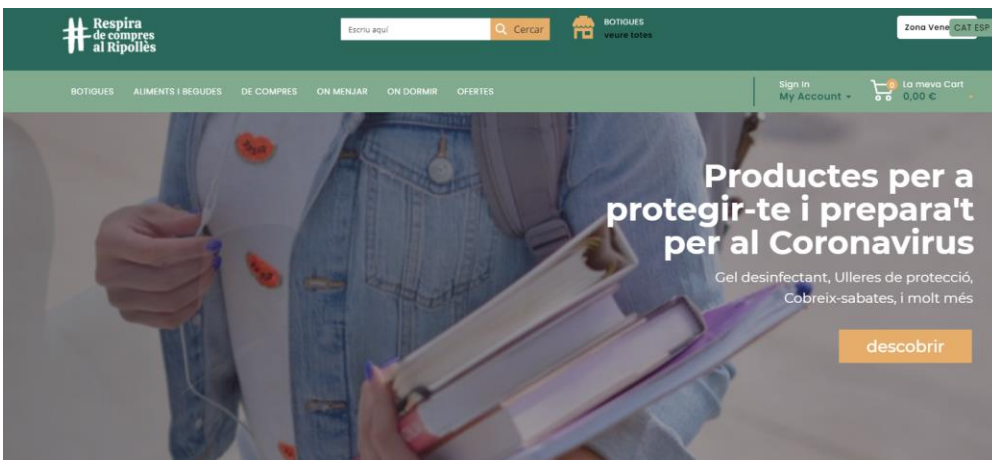 Respira
de compres
al Ripollès
Escriu aquí
Cercar
BOTIGUES
veure totes
Zona Vene
CAT ESP
BOTIGUES ALIMENTS I BEGUDES DE COMPRES ON MENJAR ON DORMIR OFERTES
Sign In
My Account
0
La meva Cart
0,00 €
Productes per a
protegir-te i prepara't
per al Coronavirus
Gel desinfectant, Ulleres de protecció,
Cobreix-sabates, i molt més
descobrir